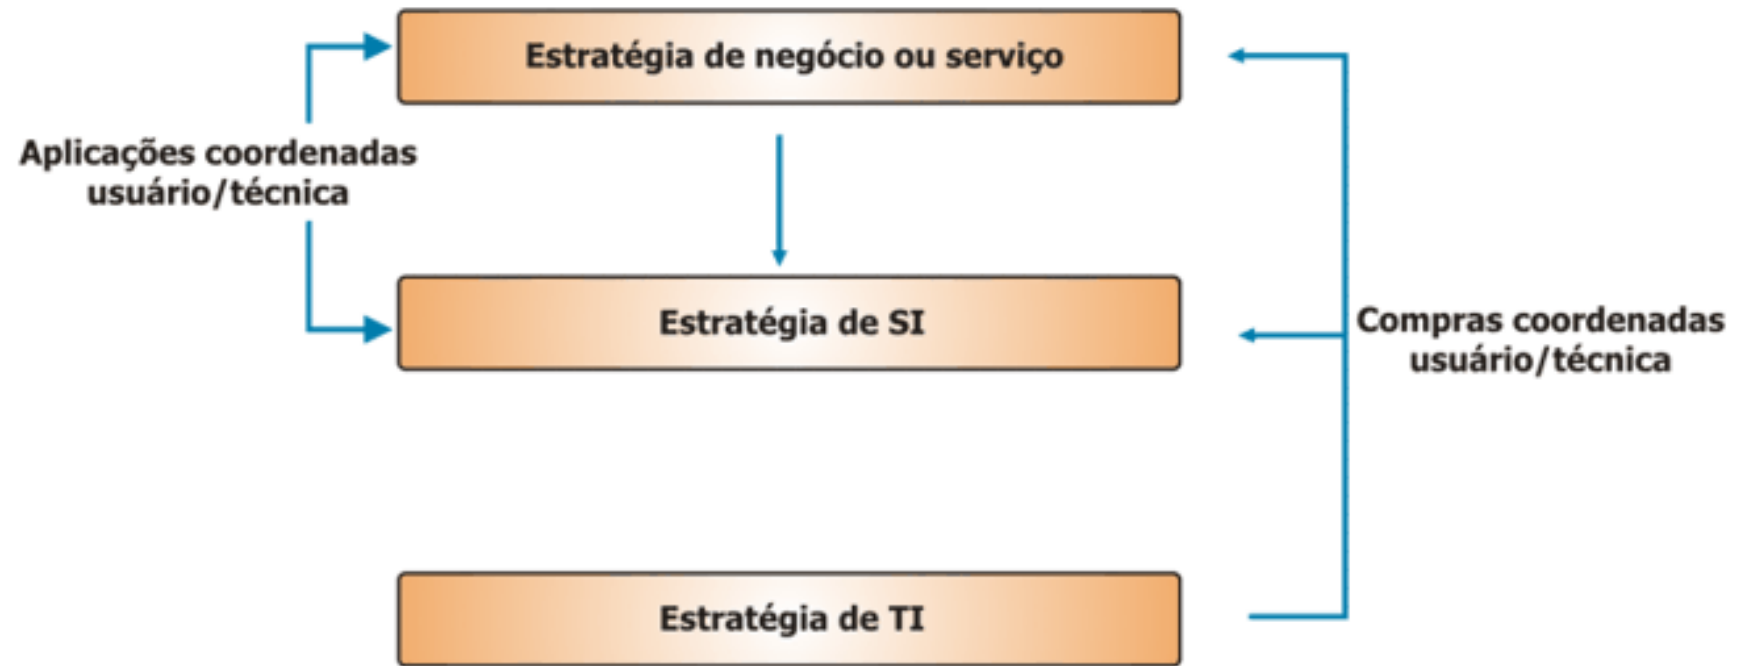 Estratégia de negócio ou serviço
Aplicações coordenadas
usuário/técnica
Estratégia de SI
Compras coordenadas
usuário/técnica
Estratégia de TI